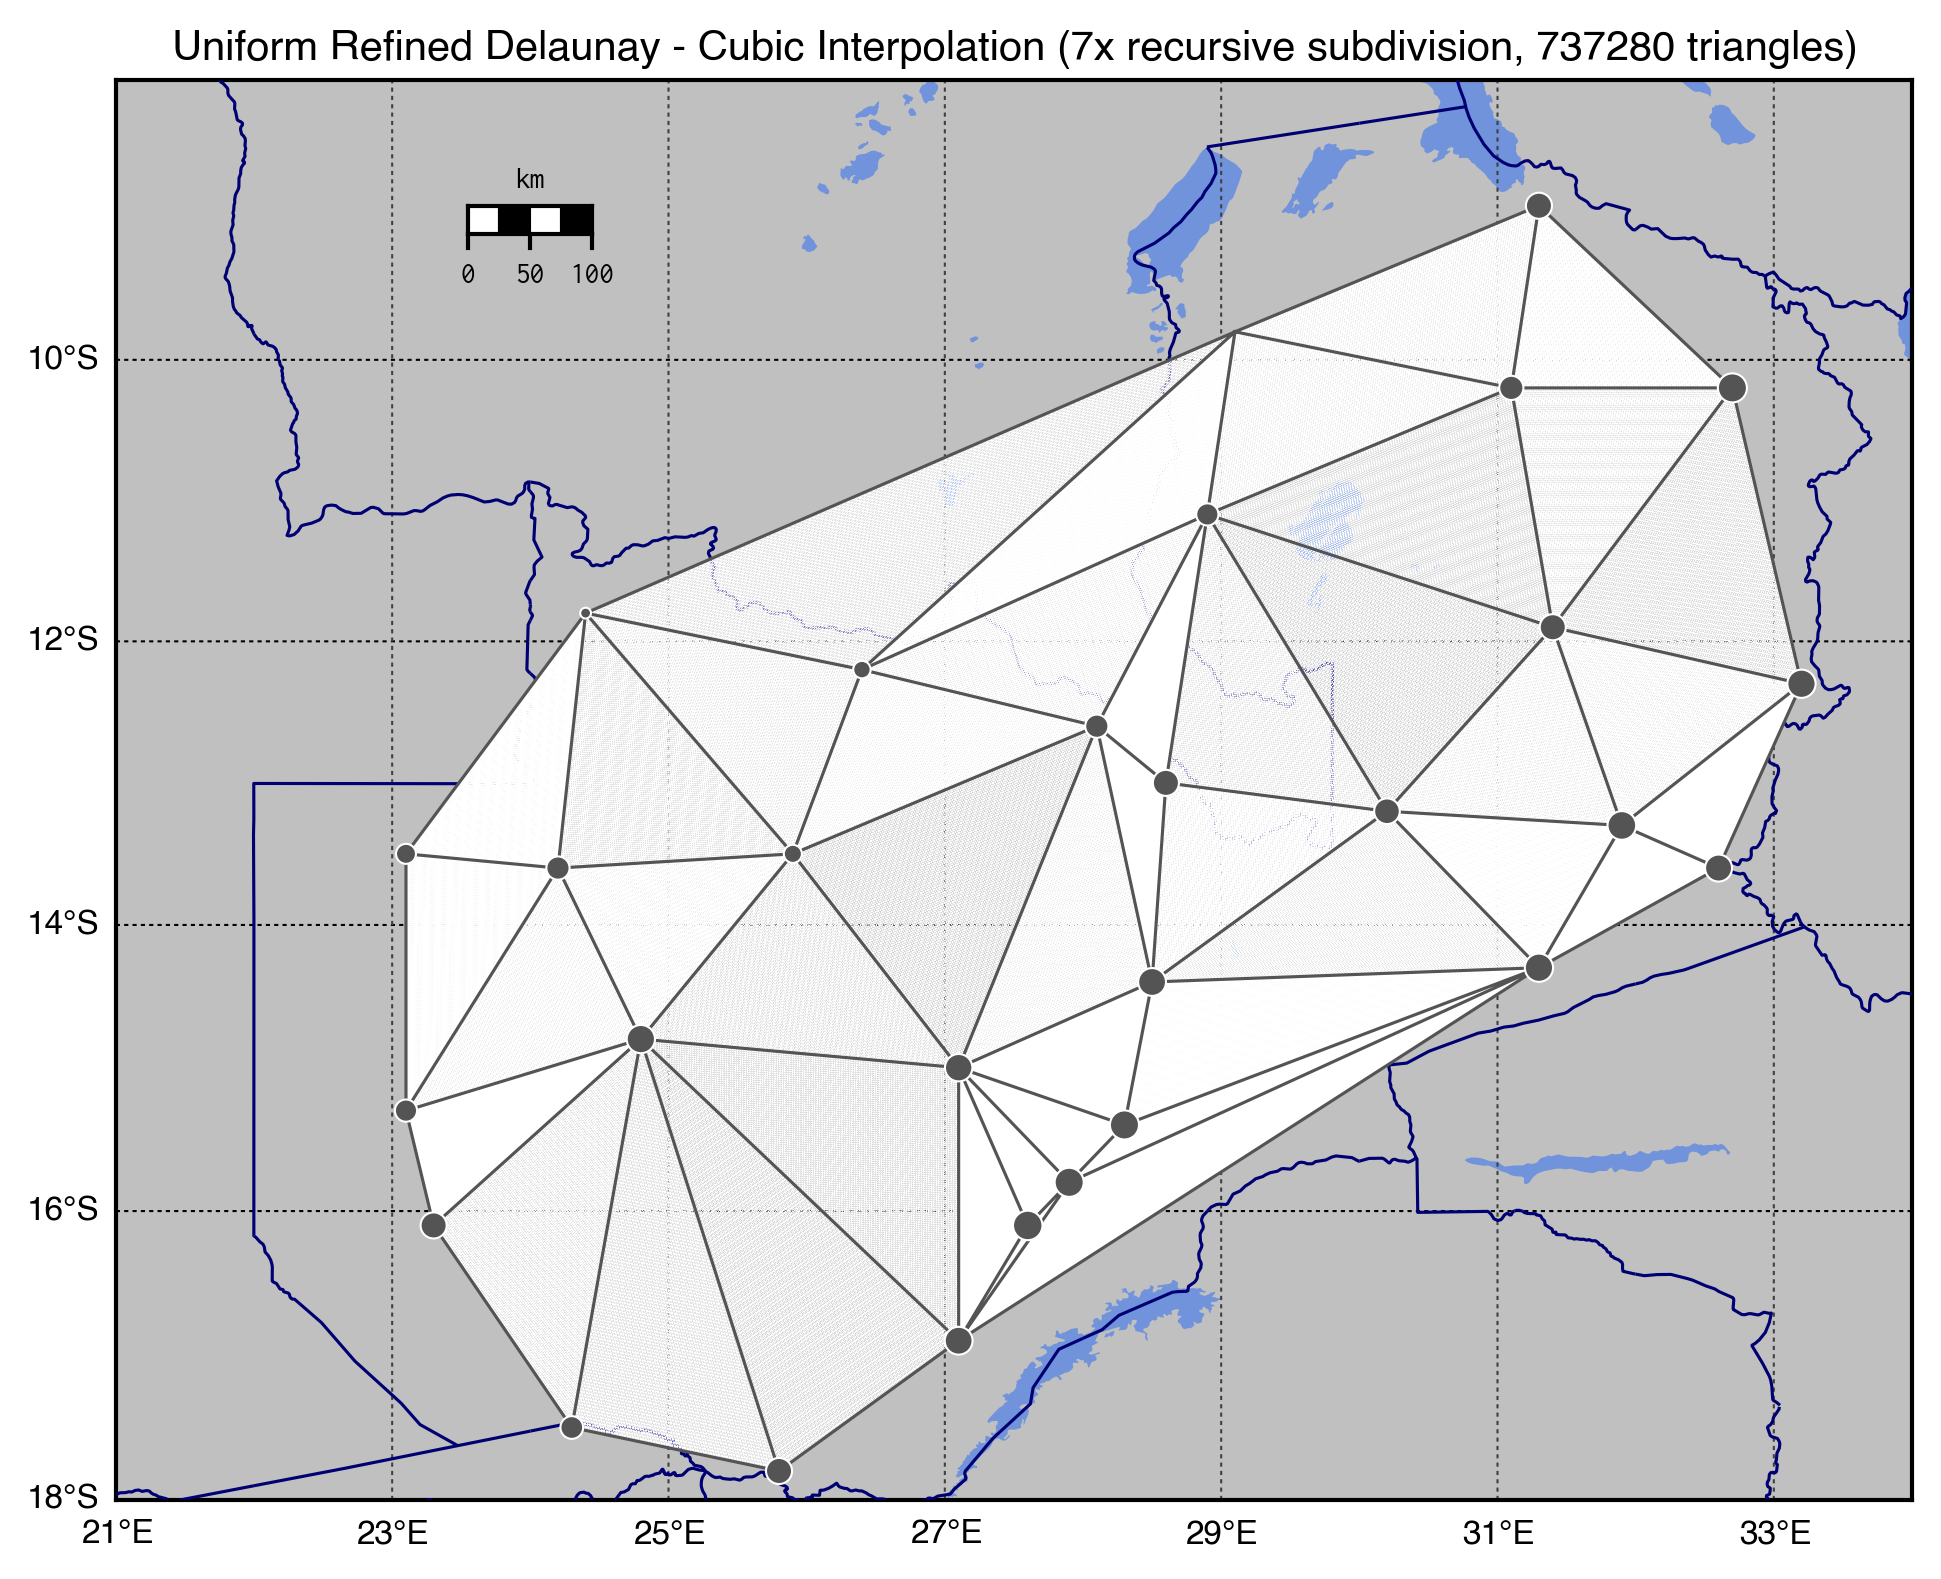 Uniform Refined Delaunay - Cubic Interpolation (7x recursive subdivision, 737280 triangles)
km
0 50 100
10°S
12°S
14°S
16°S
18°S
21°E 23°E 25°E 27°E 29°E 31°E 33°E